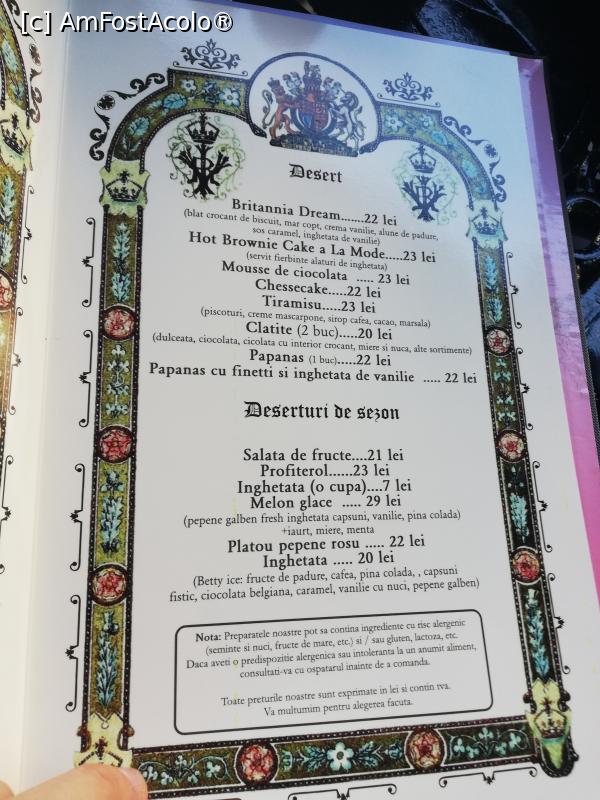 [c] AmFostAcolo®
Desert
Britannia Dream.......22 lei
(blat crocant de biscuit, mar copt, crema vanilie, alune de padure,
sos caramel, inghetata de vanilie)
Hot Brownie Cake a La Mode.....23 lei
(servit fierbinte alaturi de inghetata)
Mousse de ciocolata ..... 23 lei
Chessecake.....22 lei
Tiramisu.....23 lei
(piscoturi, creme mascarpone, sirop cafea, cacao, marsala)
Clatite (2 buc).....20 lei
(dulceata, ciocolata, cicolata cu interior crocant, miere si nuca, alte sortimente)
Papanas (1 buc).....22 lei
Papanas cu finetti si inghetata de vanilie ..... 22 lei
Deserturi de sezon
Salata de fructe....21 lei
Profiterol......23 lei
Inghetata (o cupa)....7 lei
Melon glace ..... 29 lei
(pepene galben fresh inghetata capsuni, vanilie, pina colada)
+iaurt, miere, menta
Platou pepene rosu ..... 22 lei
Inghetata ..... 20 lei
(Betty ice: fructe de padure, cafea, pina colada, , capsuni
fistic, ciocolata belgiana, caramel, vanilie cu nuci, pepene galben)
Nota: Preparatele noastre pot sa contina ingrediente cu risc alergenic
(seminte si nuci, fructe de mare, etc.) si / sau gluten, lactoza, etc.
Daca aveti o predispozitie alergenica sau intoleranta la un anumit aliment,
consultati-va cu ospatarul inainte de a comanda.
Toate preturile noastre sunt exprimate in lei si contin tva.
Va multumim pentru alegerea facuta.